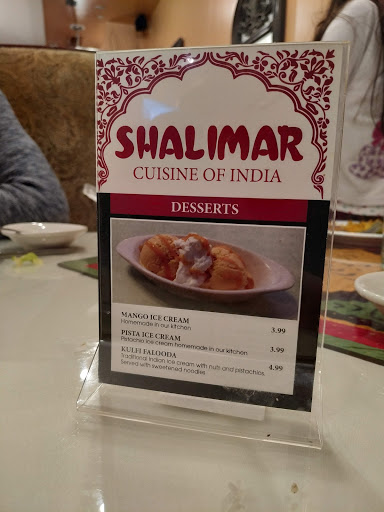 SHALIMAR
CUISINE OF INDIA
DESSERTS
MANGO ICE CREAM 3.99
Homemade in our kitchen
PISTA ICE CREAM 3.99
Pistachio ice cream homemade in our kitchen
KULFI FALOODA 4.99
Traditional Indian ice cream with nuts and pistachios.
Served with sweetened noodles